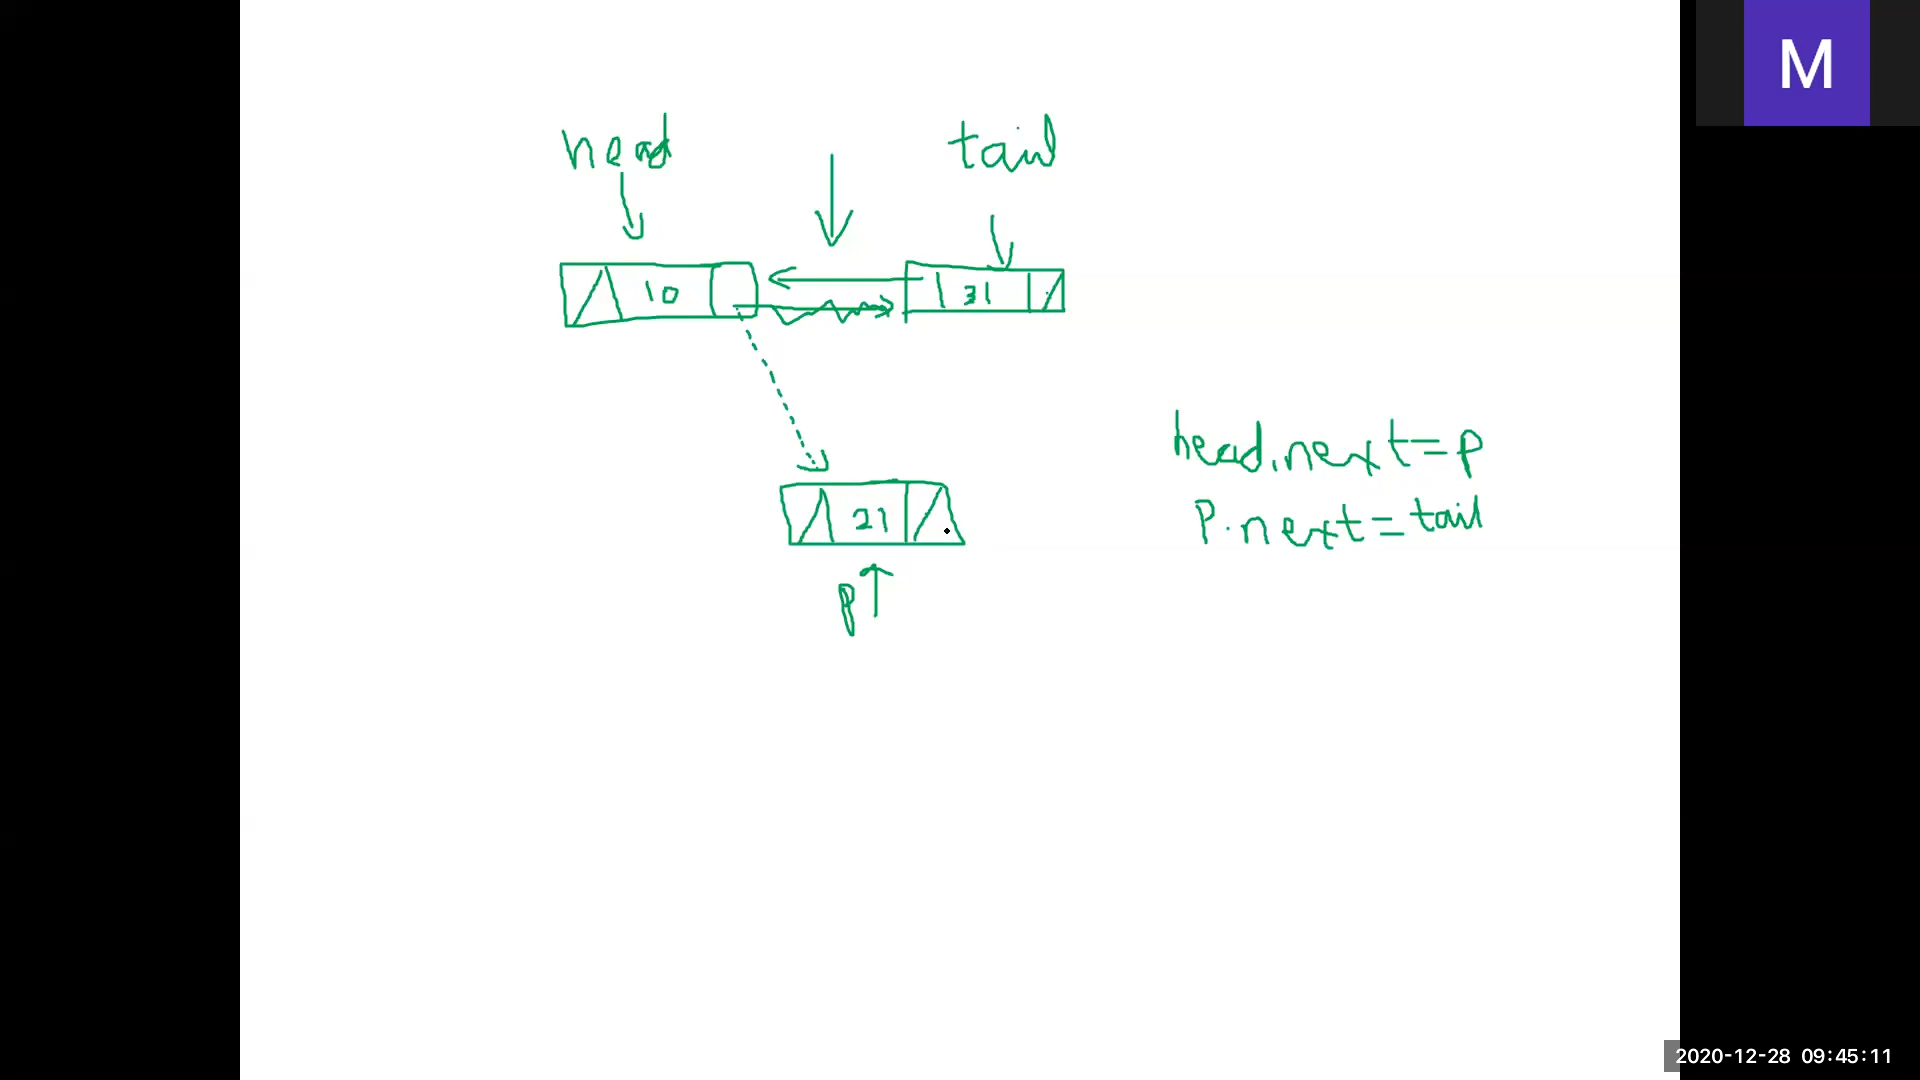 M
head
tail
10
31
head.next=p
P.next=tail
21
p
2020-12-28 09:45:11